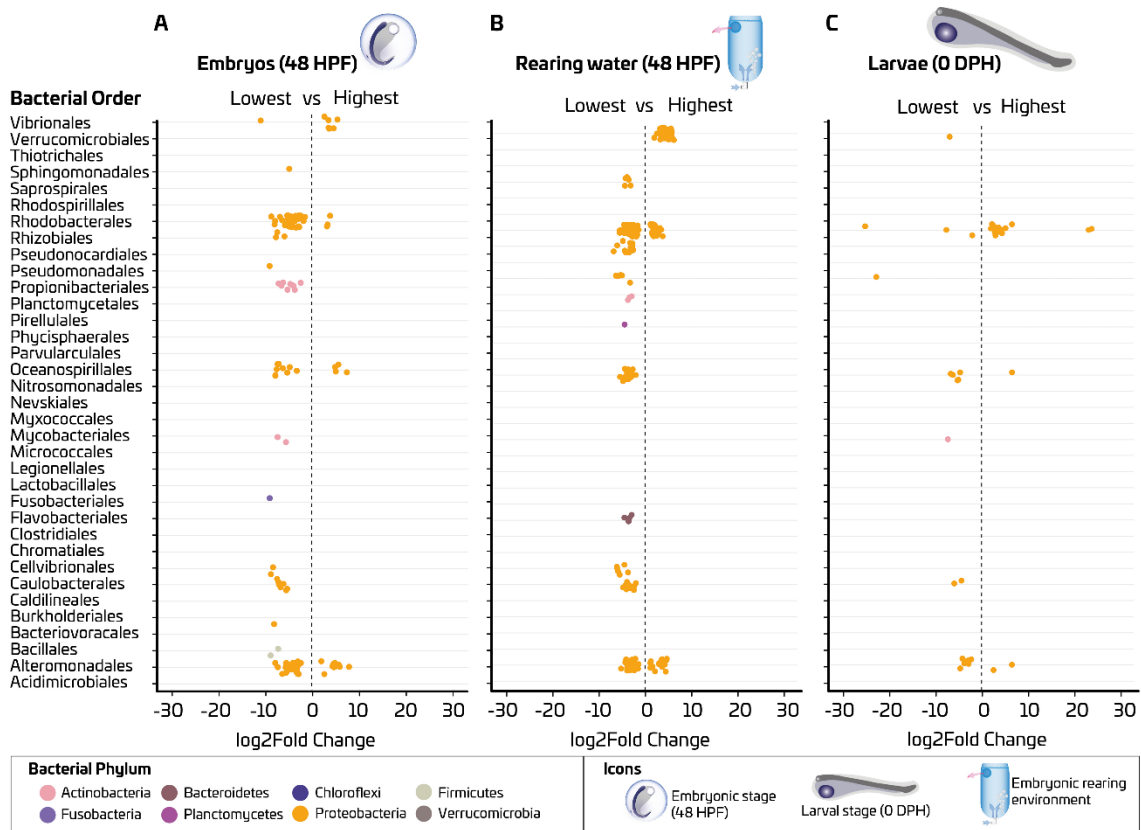 A
Embryos (48 HPF)
B
Rearing water (48 HPF)
C
Larvae (0 DPH)
Bacterial Order
Lowest vs Highest
Lowest vs Highest
Lowest vs Highest
Vibrionales
Verrucomicrobiales
Thiotrichales
Sphingomonadales
Saprospirales
Rhodospirillales
Rhodobacterales
Rhizobiales
Pseudonocardiales
Pseudomonadales
Propionibacteriales
Planctomycetales
Pirellulales
Phycisphaerales
Parvularculales
Oceanospirillales
Nitrosomonadales
Nevskiales
Myxococcales
Mycobacteriales
Micrococcales
Legionellales
Lactobacillales
Fusobacteriales
Flavobacteriales
Clostridiales
Chromatiales
Cellvibrionales
Caulobacterales
Caldilineales
Burkholderiales
Bacteriovoracales
Bacillales
Alteromonadales
Acidimicrobiales
-30 -20 -10 0 10 20 30
-30 -20 -10 0 10 20 30
-30 -20 -10 0 10 20 30
log2Fold Change
log2Fold Change
log2Fold Change
Bacterial Phylum
Actinobacteria
Bacteroidetes
Chloroflexi
Firmicutes
Fusobacteria
Planctomycetes
Proteobacteria
Verrucomicrobia
Icons
Embryonic stage
(48 HPF)
Larval stage (0 DPH)
Embryonic rearing
environment